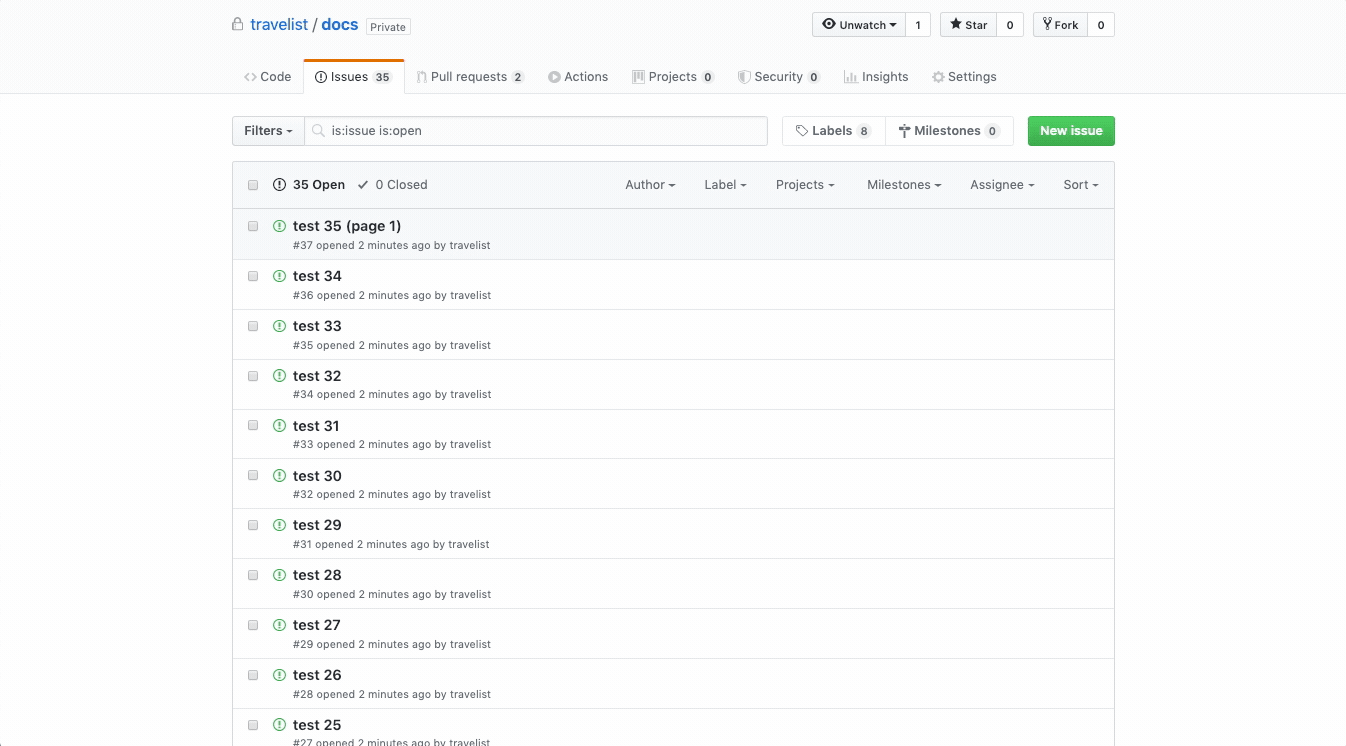 travelist / docs Private
Unwatch 1 Star 0 Fork 0
Code Issues 35 Pull requests 2 Actions Projects 0 Security 0 Insights Settings
Filters is:issue is:open Labels 8 Milestones 0 New issue
35 Open 0 Closed Author Label Projects Milestones Assignee Sort
test 35 (page 1)
#37 opened 2 minutes ago by travelist
test 34
#36 opened 2 minutes ago by travelist
test 33
#35 opened 2 minutes ago by travelist
test 32
#34 opened 2 minutes ago by travelist
test 31
#33 opened 2 minutes ago by travelist
test 30
#32 opened 2 minutes ago by travelist
test 29
#31 opened 2 minutes ago by travelist
test 28
#30 opened 2 minutes ago by travelist
test 27
#29 opened 2 minutes ago by travelist
test 26
#28 opened 2 minutes ago by travelist
test 25
#27 opened 2 minutes ago by travelist